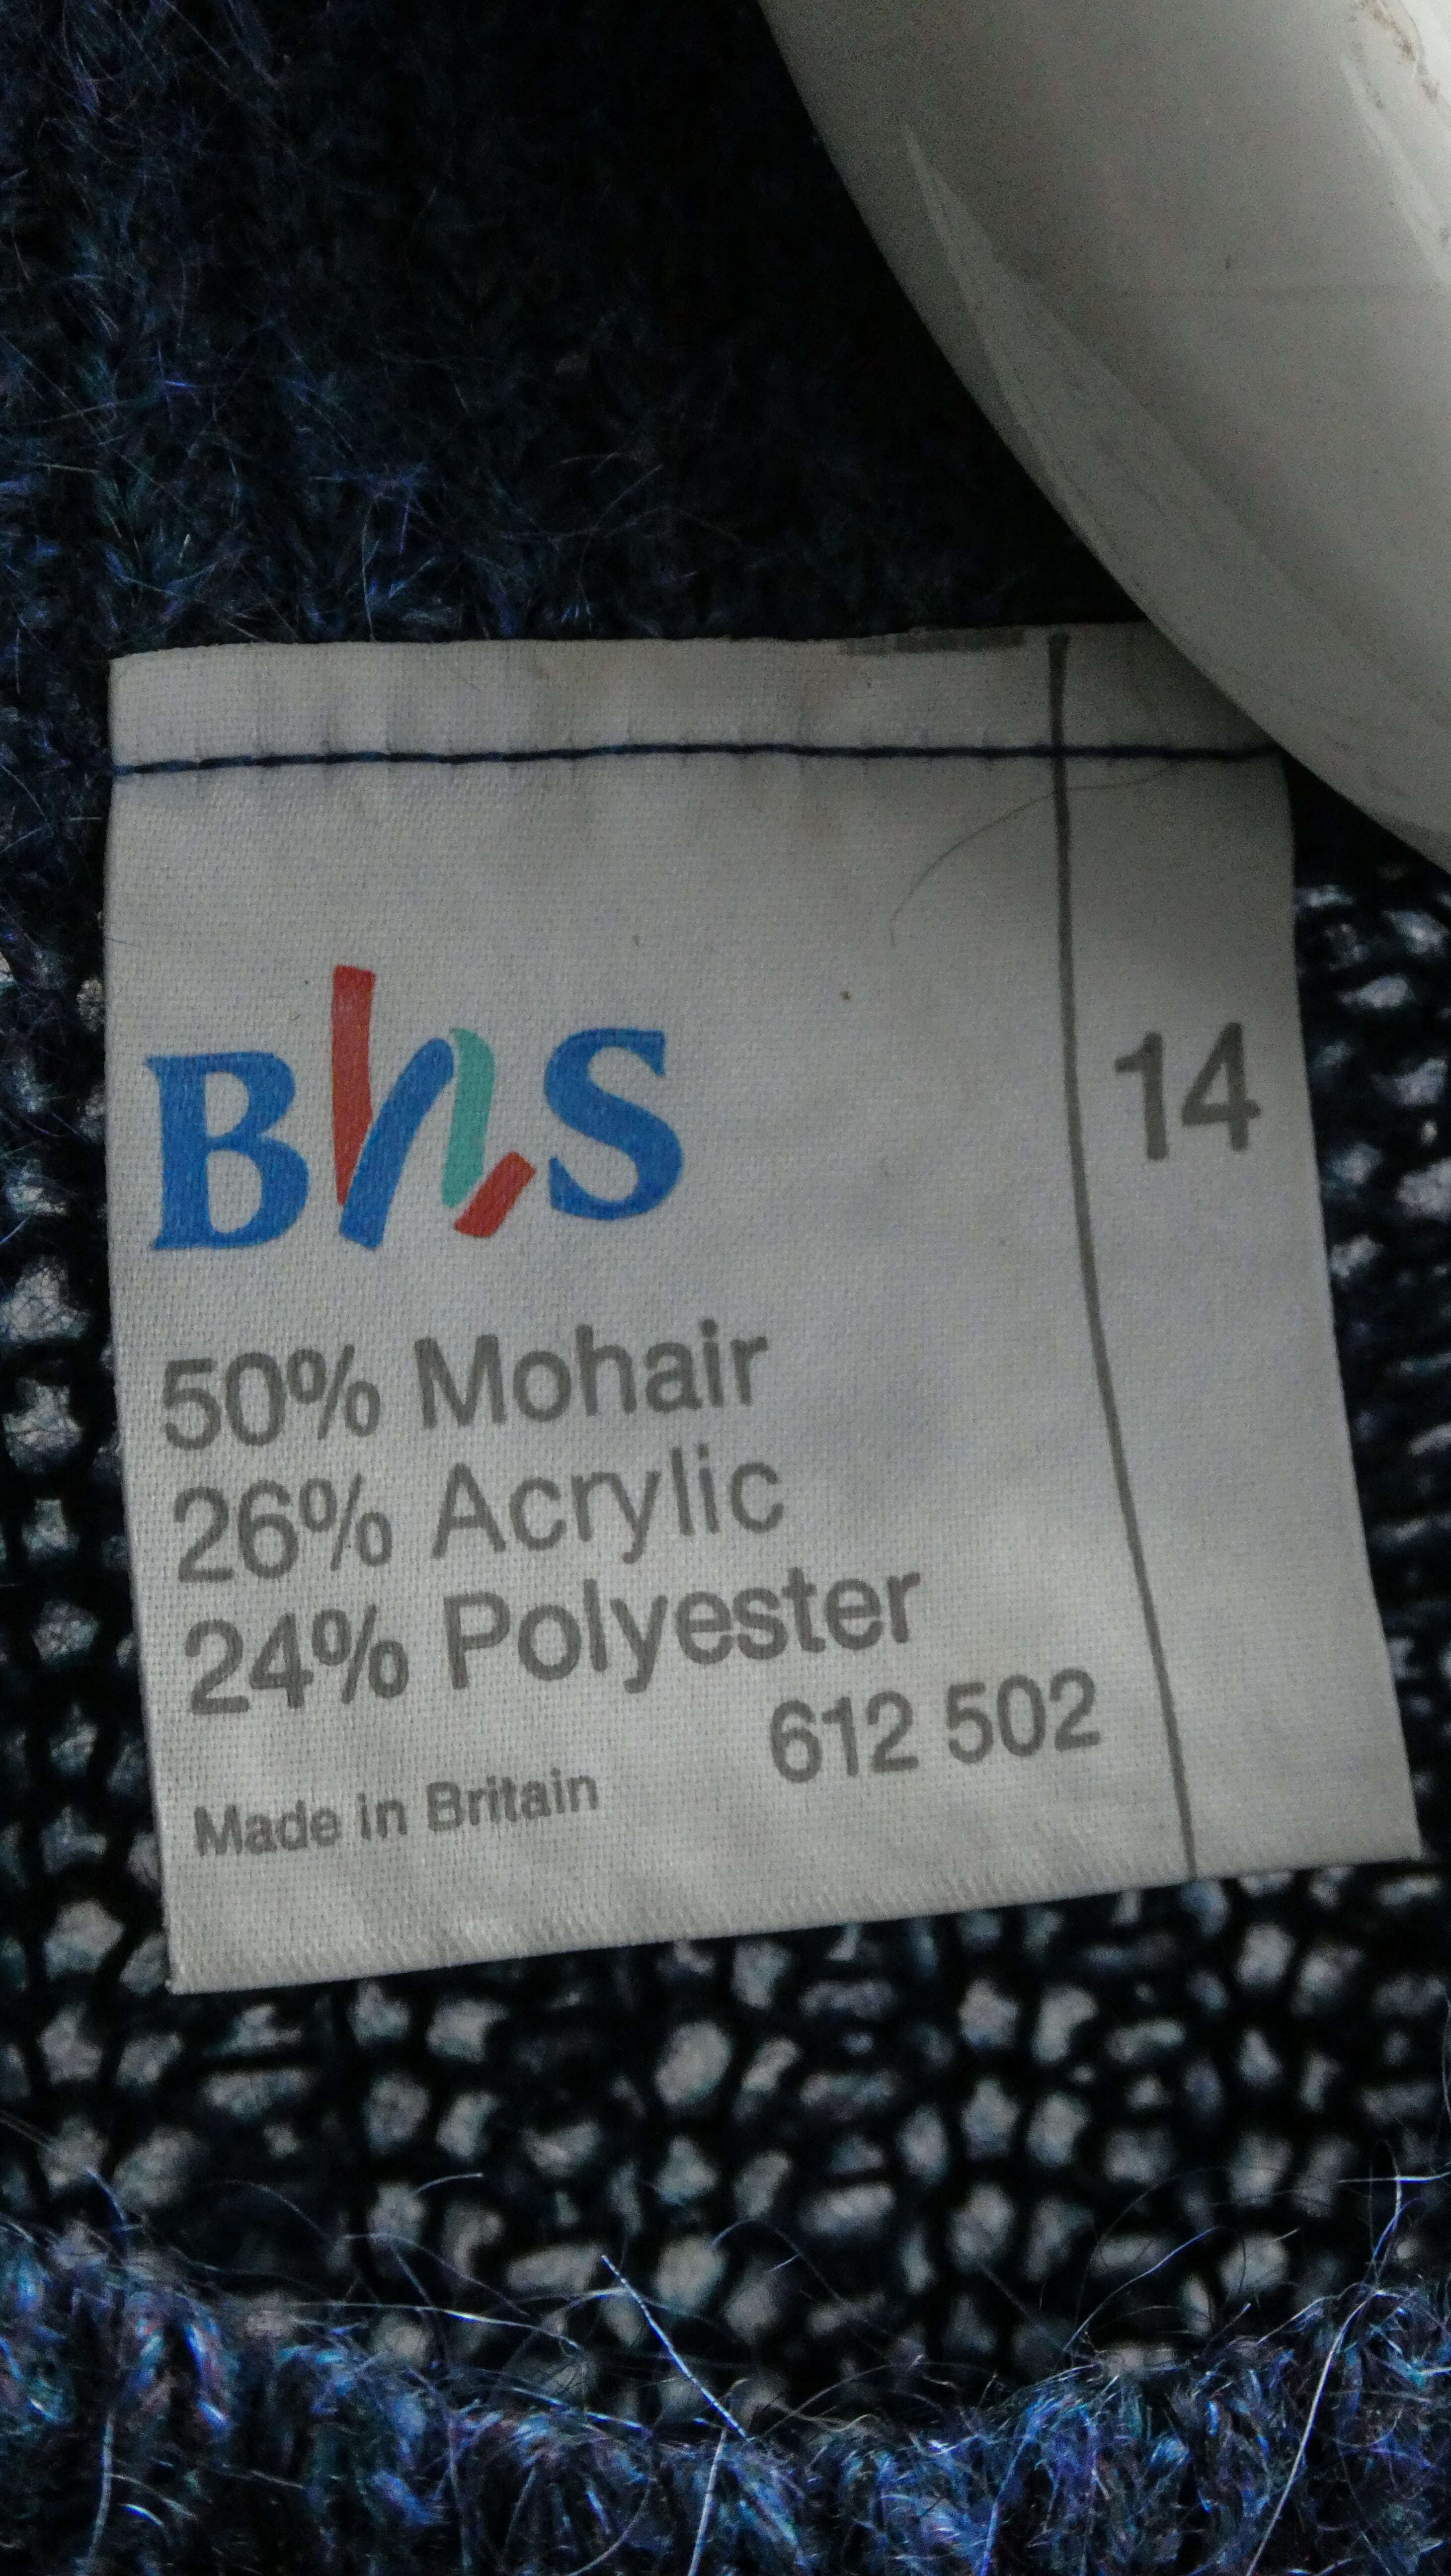 BhS
14
50% Mohair
26% Acrylic
24% Polyester
612 502
Made in Britain